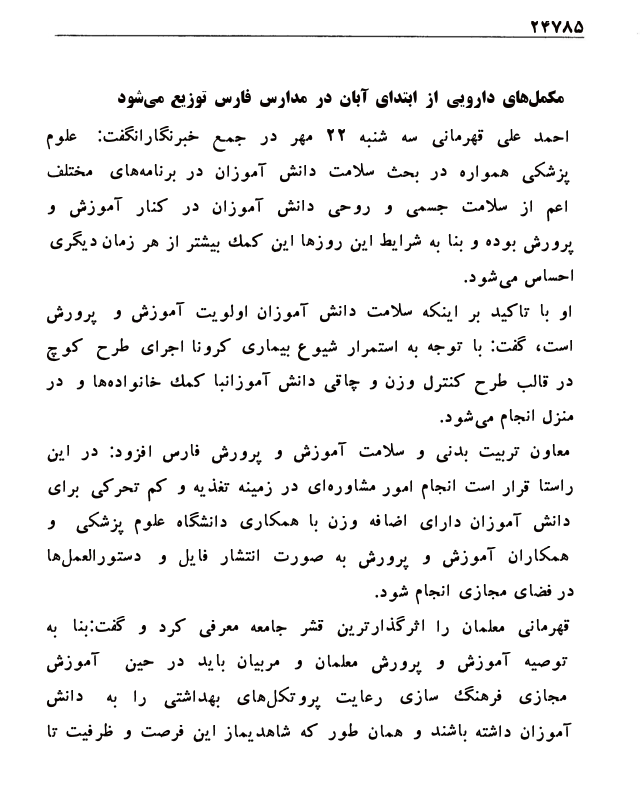 ۲۴۷۸۵
مکمل‌های دارویی از ابتدای آبان در مدارس فارس توزیع می‌شود
احمد علی قهرمانی سه شنبه ۲۲ مهر در جمع خبرنگارانگفت: علوم
پزشکی همواره در بحث سلامت دانش آموزان در برنامه‌های مختلف
اعم از سلامت جسمی و روحی دانش آموزان در کنار آموزش و
پرورش بوده و بنا به شرایط این روزها این کمك بیشتر از هر زمان دیگری
احساس می‌شود.
او با تاکید بر اینکه سلامت دانش آموزان اولویت آموزش و پرورش
است، گفت: با توجه به استمرار شیوع بیماری کرونا اجرای طرح کوچ
در قالب طرح کنترل وزن و چاقی دانش آموزانبا کمك خانواده‌ها و در
منزل انجام می‌شود.
معاون تربیت بدنی و سلامت آموزش و پرورش فارس افزود: در این
راستا قرار است انجام امور مشاوره‌ای در زمینه تغذیه و کم تحرکی برای
دانش آموزان دارای اضافه وزن با همکاری دانشگاه علوم پزشکی و
همکاران آموزش و پرورش به صورت انتشار فایل و دستورالعمل‌ها
در فضای مجازی انجام شود.
قهرمانی معلمان را اثرگذارترین قشر جامعه معرفی کرد و گفت:بنا به
توصیه آموزش و پرورش معلمان و مربیان باید در حین آموزش
مجازی فرهنگ سازی رعایت پروتکل‌های بهداشتی را به دانش
آموزان داشته باشند و همان طور که شاهدیماز این فرصت و ظرفیت تا